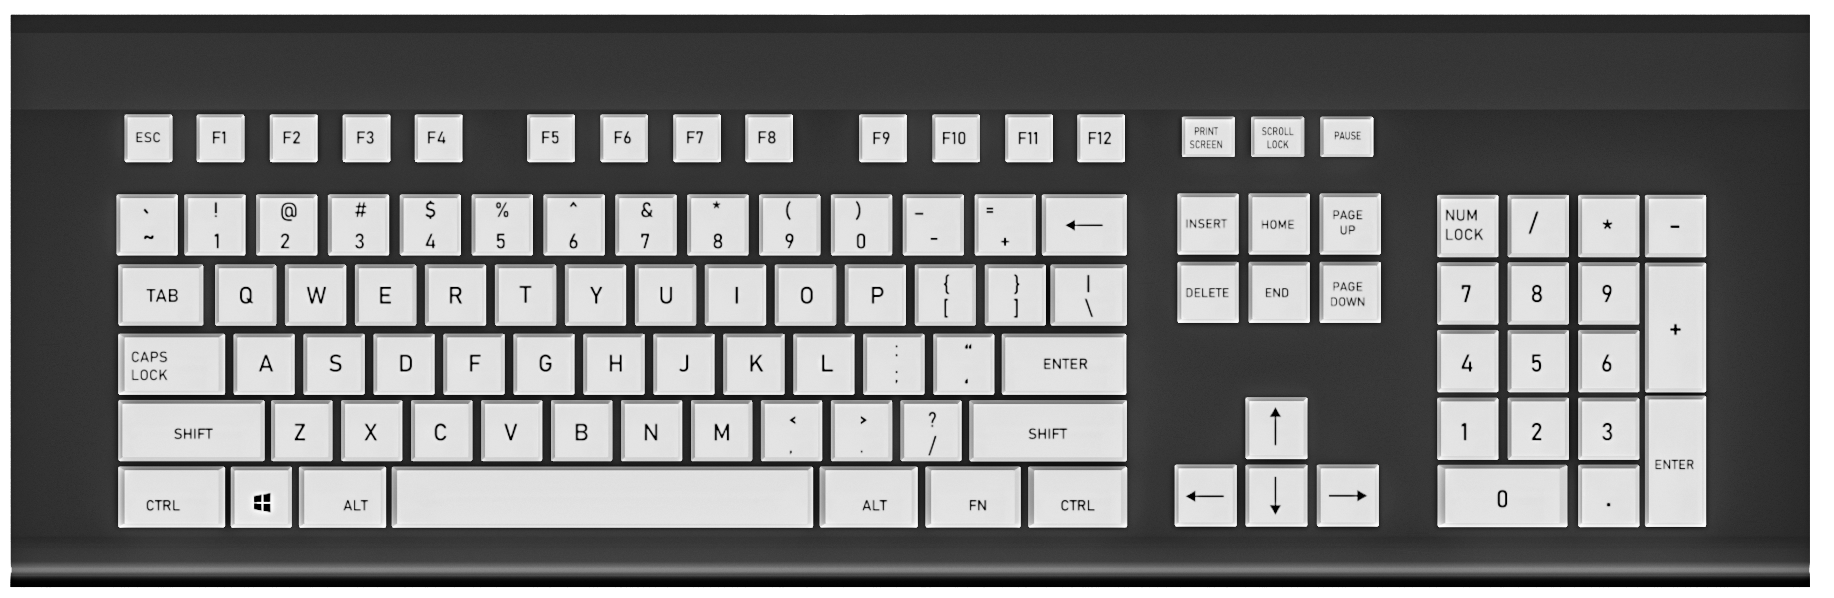 ESC F1 F2 F3 F4 F5 F6 F7 F8 F9 F10 F11 F12 PRINT SCREEN SCROLL LOCK PAUSE
` ! @ # $ % ^ & * ( ) _ = ←
~ 1 2 3 4 5 6 7 8 9 0 - +
INSERT HOME PAGE UP NUM LOCK / * -
TAB Q W E R T Y U I O P { } |
[ ] \
DELETE END PAGE DOWN 7 8 9 +
CAPS LOCK A S D F G H J K L : “ ENTER
; ‘
4 5 6
SHIFT Z X C V B N M < > ? SHIFT
, . /
↑ 1 2 3 ENTER
CTRL ALT ALT FN CTRL ← ↓ → 0 .